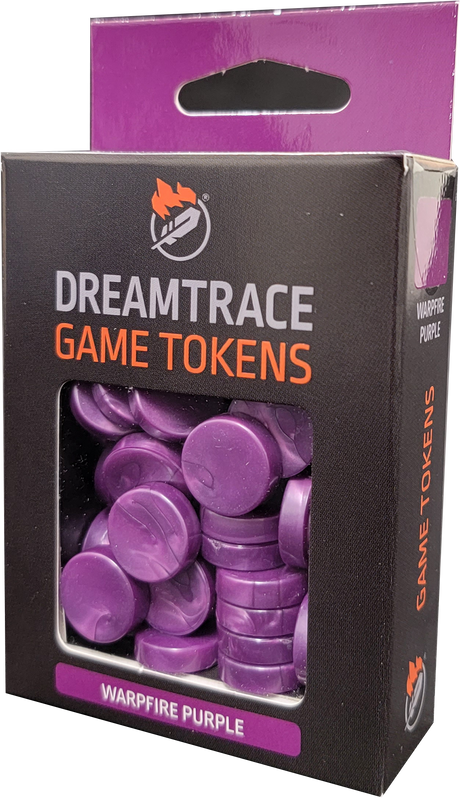 ®
DREAMTRACE
GAME TOKENS
WARPFIRE PURPLE
WARPFIRE
PURPLE
GAME TOKENS